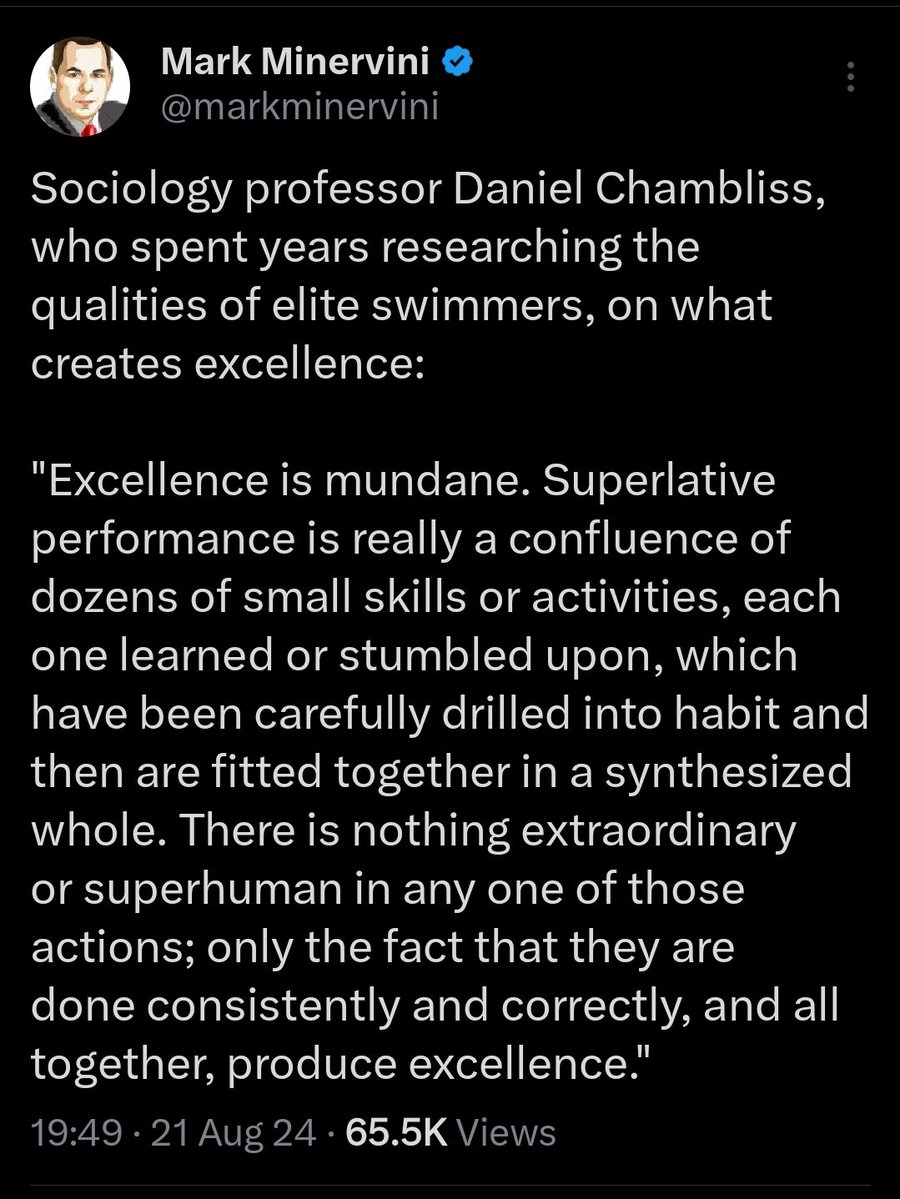 Mark Minervini
@markminervini
Sociology professor Daniel Chambliss,
who spent years researching the
qualities of elite swimmers, on what
creates excellence:
"Excellence is mundane. Superlative
performance is really a confluence of
dozens of small skills or activities, each
one learned or stumbled upon, which
have been carefully drilled into habit and
then are fitted together in a synthesized
whole. There is nothing extraordinary
or superhuman in any one of those
actions; only the fact that they are
done consistently and correctly, and all
together, produce excellence."
19:49 · 21 Aug 24 · 65.5K Views